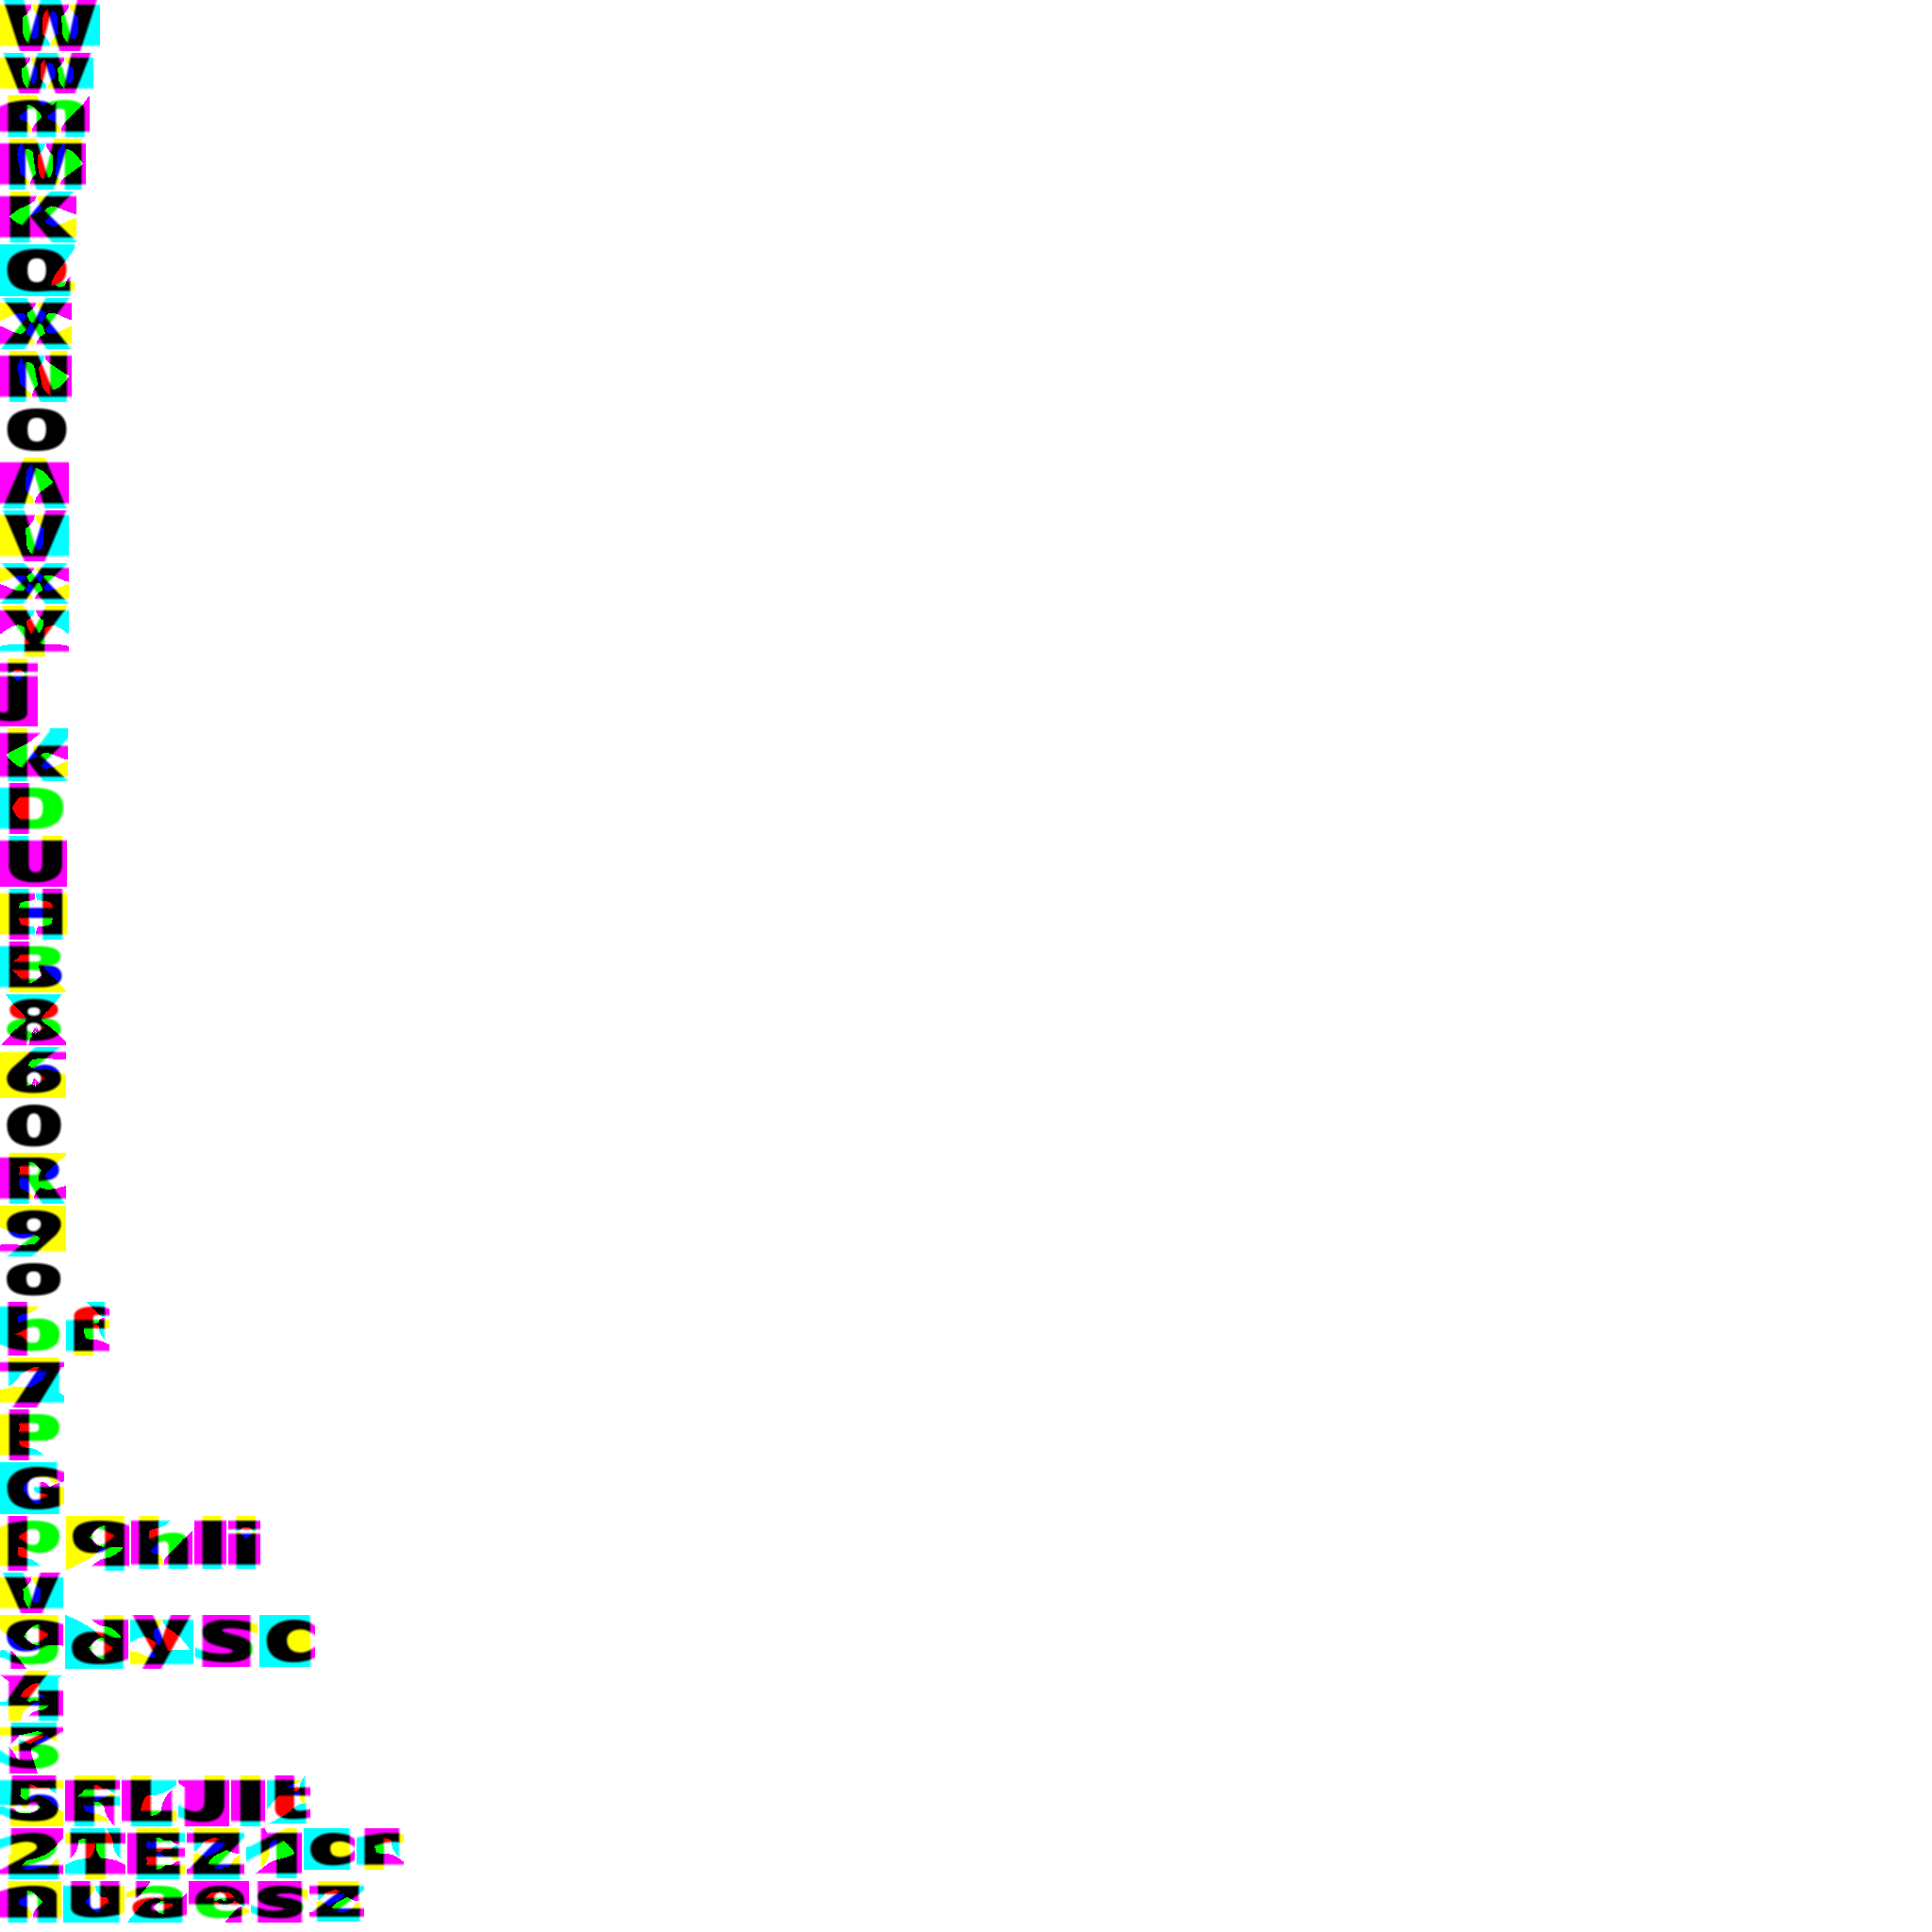 W
w
m
M
K
Q
X
N
O
A
V
x
Y
j
k
D
U
H
B
8
6
0
R
9
o
bf
7
P
G
pqhli
v
gdySC
4
3
5FLJIt
2TEZ1cr
nuaesz